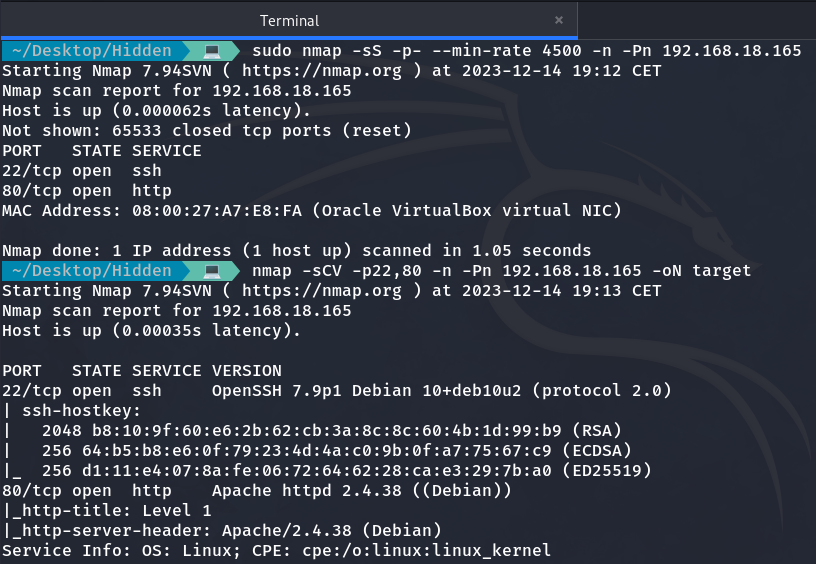 Terminal ×
~/Desktop/Hidden sudo nmap -sS -p- --min-rate 4500 -n -Pn 192.168.18.165
Starting Nmap 7.94SVN ( https://nmap.org ) at 2023-12-14 19:12 CET
Nmap scan report for 192.168.18.165
Host is up (0.000062s latency).
Not shown: 65533 closed tcp ports (reset)
PORT   STATE SERVICE
22/tcp open  ssh
80/tcp open  http
MAC Address: 08:00:27:A7:E8:FA (Oracle VirtualBox virtual NIC)
Nmap done: 1 IP address (1 host up) scanned in 1.05 seconds
~/Desktop/Hidden nmap -sCV -p22,80 -n -Pn 192.168.18.165 -oN target
Starting Nmap 7.94SVN ( https://nmap.org ) at 2023-12-14 19:13 CET
Nmap scan report for 192.168.18.165
Host is up (0.00035s latency).
PORT   STATE SERVICE VERSION
22/tcp open  ssh     OpenSSH 7.9p1 Debian 10+deb10u2 (protocol 2.0)
| ssh-hostkey:
|   2048 b8:10:9f:60:e6:2b:62:cb:3a:8c:8c:60:4b:1d:99:b9 (RSA)
|   256 64:b5:b8:e6:0f:79:23:4d:4a:c0:9b:0f:a7:75:67:c9 (ECDSA)
|_  256 d1:11:e4:07:8a:fe:06:72:64:62:28:ca:e3:29:7b:a0 (ED25519)
80/tcp open  http    Apache httpd 2.4.38 ((Debian))
|_http-title: Level 1
|_http-server-header: Apache/2.4.38 (Debian)
Service Info: OS: Linux; CPE: cpe:/o:linux:linux_kernel